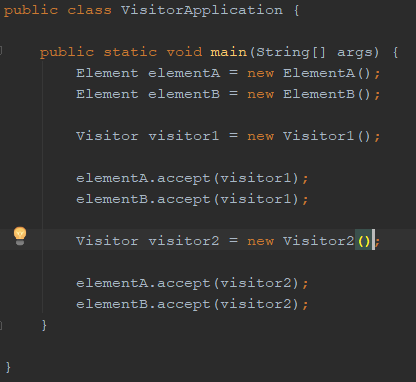 public class VisitorApplication {
public static void main(String[] args) {
Element elementA = new ElementA();
Element elementB = new ElementB();
Visitor visitor1 = new Visitor1();
elementA.accept(visitor1);
elementB.accept(visitor1);
Visitor visitor2 = new Visitor2();
elementA.accept(visitor2);
elementB.accept(visitor2);
}
}